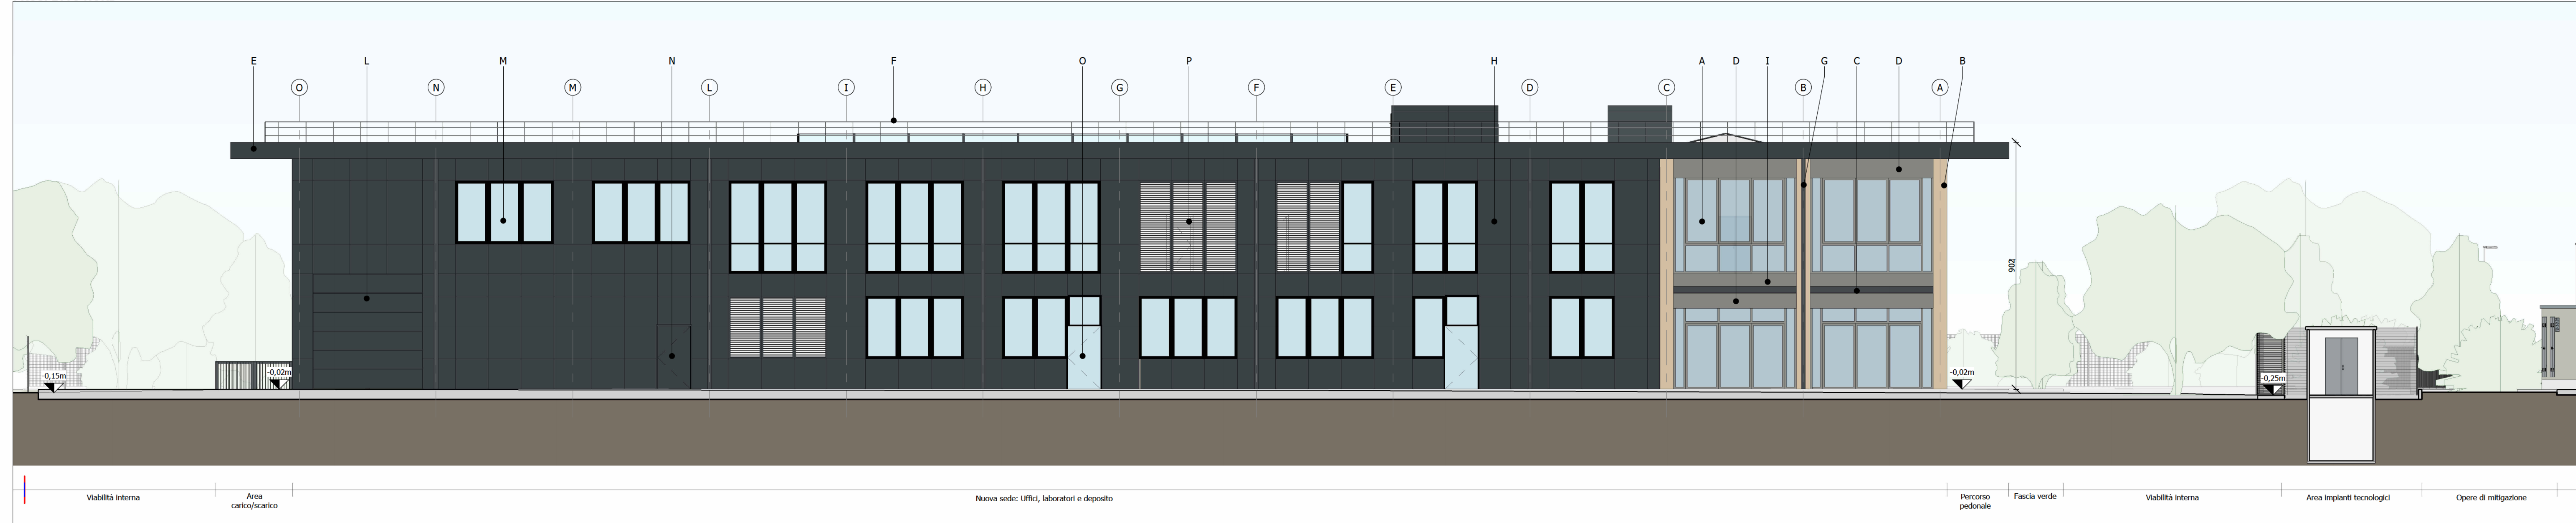 E L M N F O P H A D I G C D B
O N M L I H G F E D C B A
902
-0,15m
-0,02m
-0,02m
-0,25m
Viabilità interna
Area
carico/scarico
Nuova sede: Uffici, laboratori e deposito
Percorso
pedonale
Fascia verde
Viabilità interna
Area impianti tecnologici
Opere di mitigazione